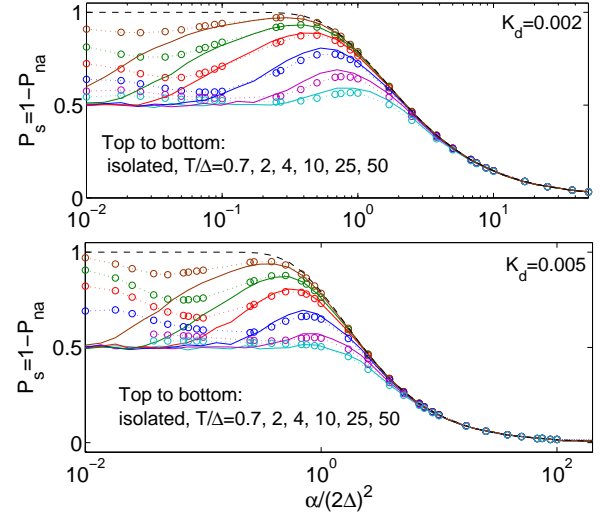 1
K_d=0.002
P_s=1−P_na
0.5
Top to bottom:
isolated, T/Δ=0.7, 2, 4, 10, 25, 50
0
10^−2
10^−1
10^0
10^1
1
K_d=0.005
P_s=1−P_na
0.5
Top to bottom:
isolated, T/Δ=0.7, 2, 4, 10, 25, 50
0
10^−2
10^0
10^2
α/(2Δ)^2